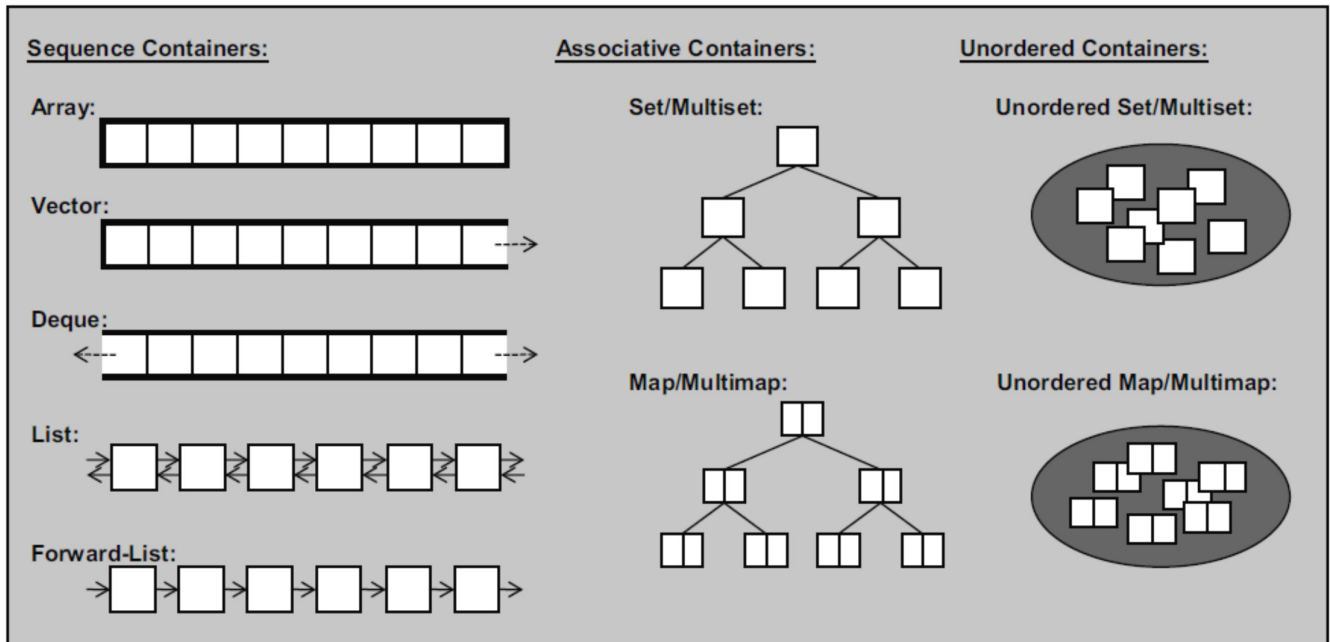 Sequence Containers:
Array:
Vector:
Deque:
List:
Forward-List:
Associative Containers:
Set/Multiset:
Map/Multimap:
Unordered Containers:
Unordered Set/Multiset:
Unordered Map/Multimap: